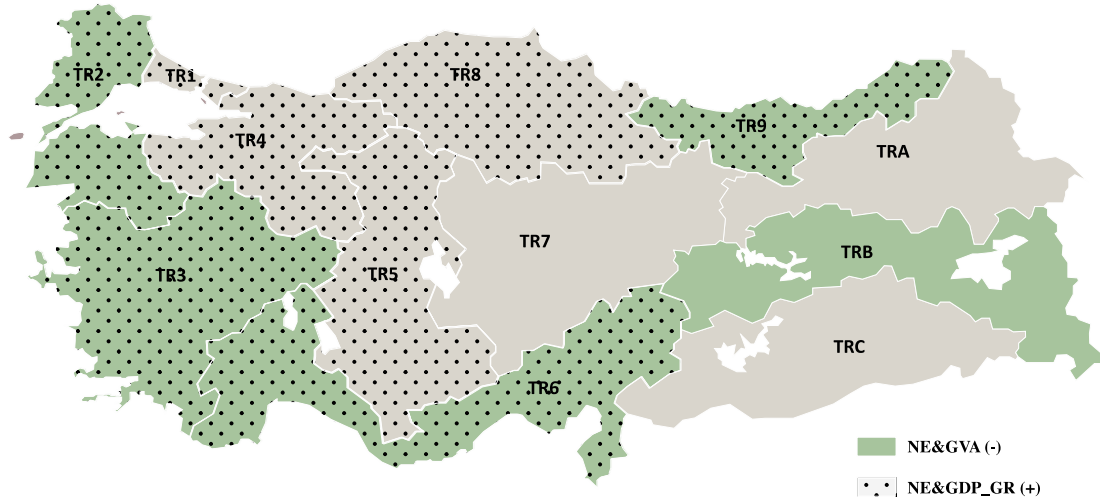 TR2
TR1
TR8
TR4
TR9
TRA
TR7
TRB
TR3
TR5
TRC
TR6
NE&GVA (-)
NE&GDP_GR (+)